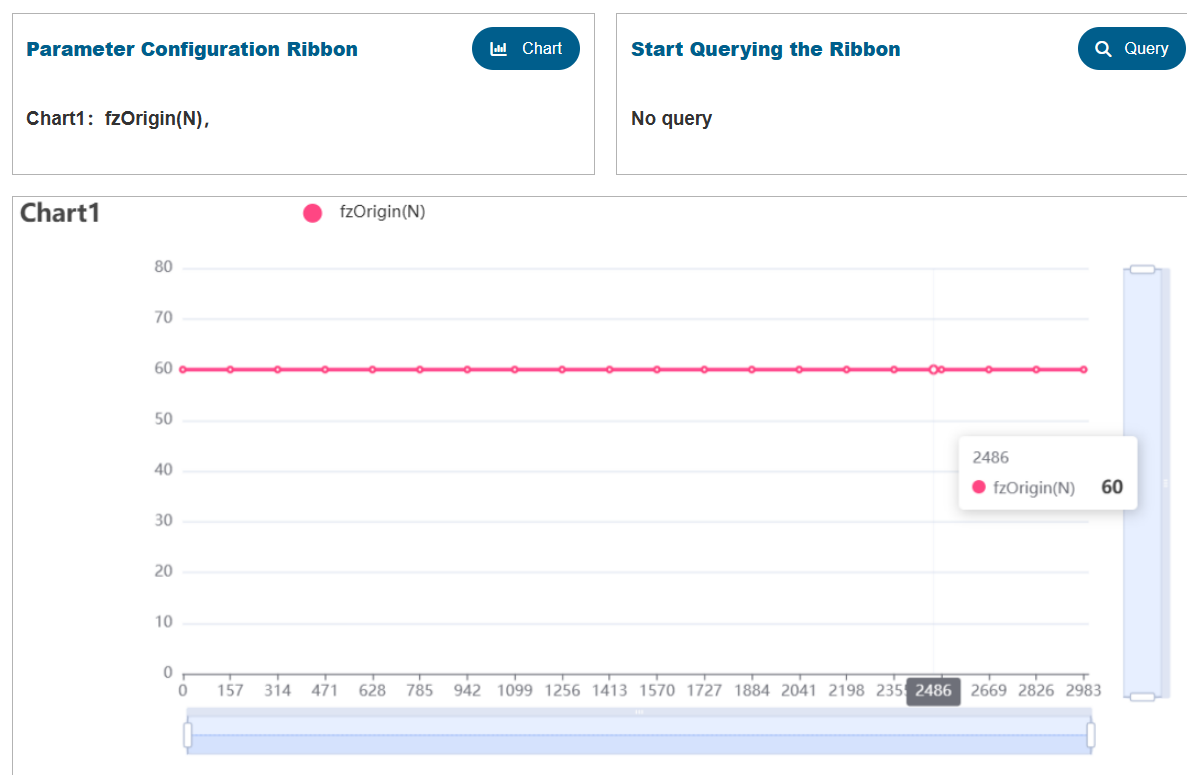 Parameter Configuration Ribbon
Chart
Chart1：fzOrigin(N),
Start Querying the Ribbon
Query
No query
Chart1
fzOrigin(N)
80
70
60
50
40
30
20
10
0
2486
fzOrigin(N) 60
0 157 314 471 628 785 942 1099 1256 1413 1570 1727 1884 2041 2198 2486 2669 2826 2983